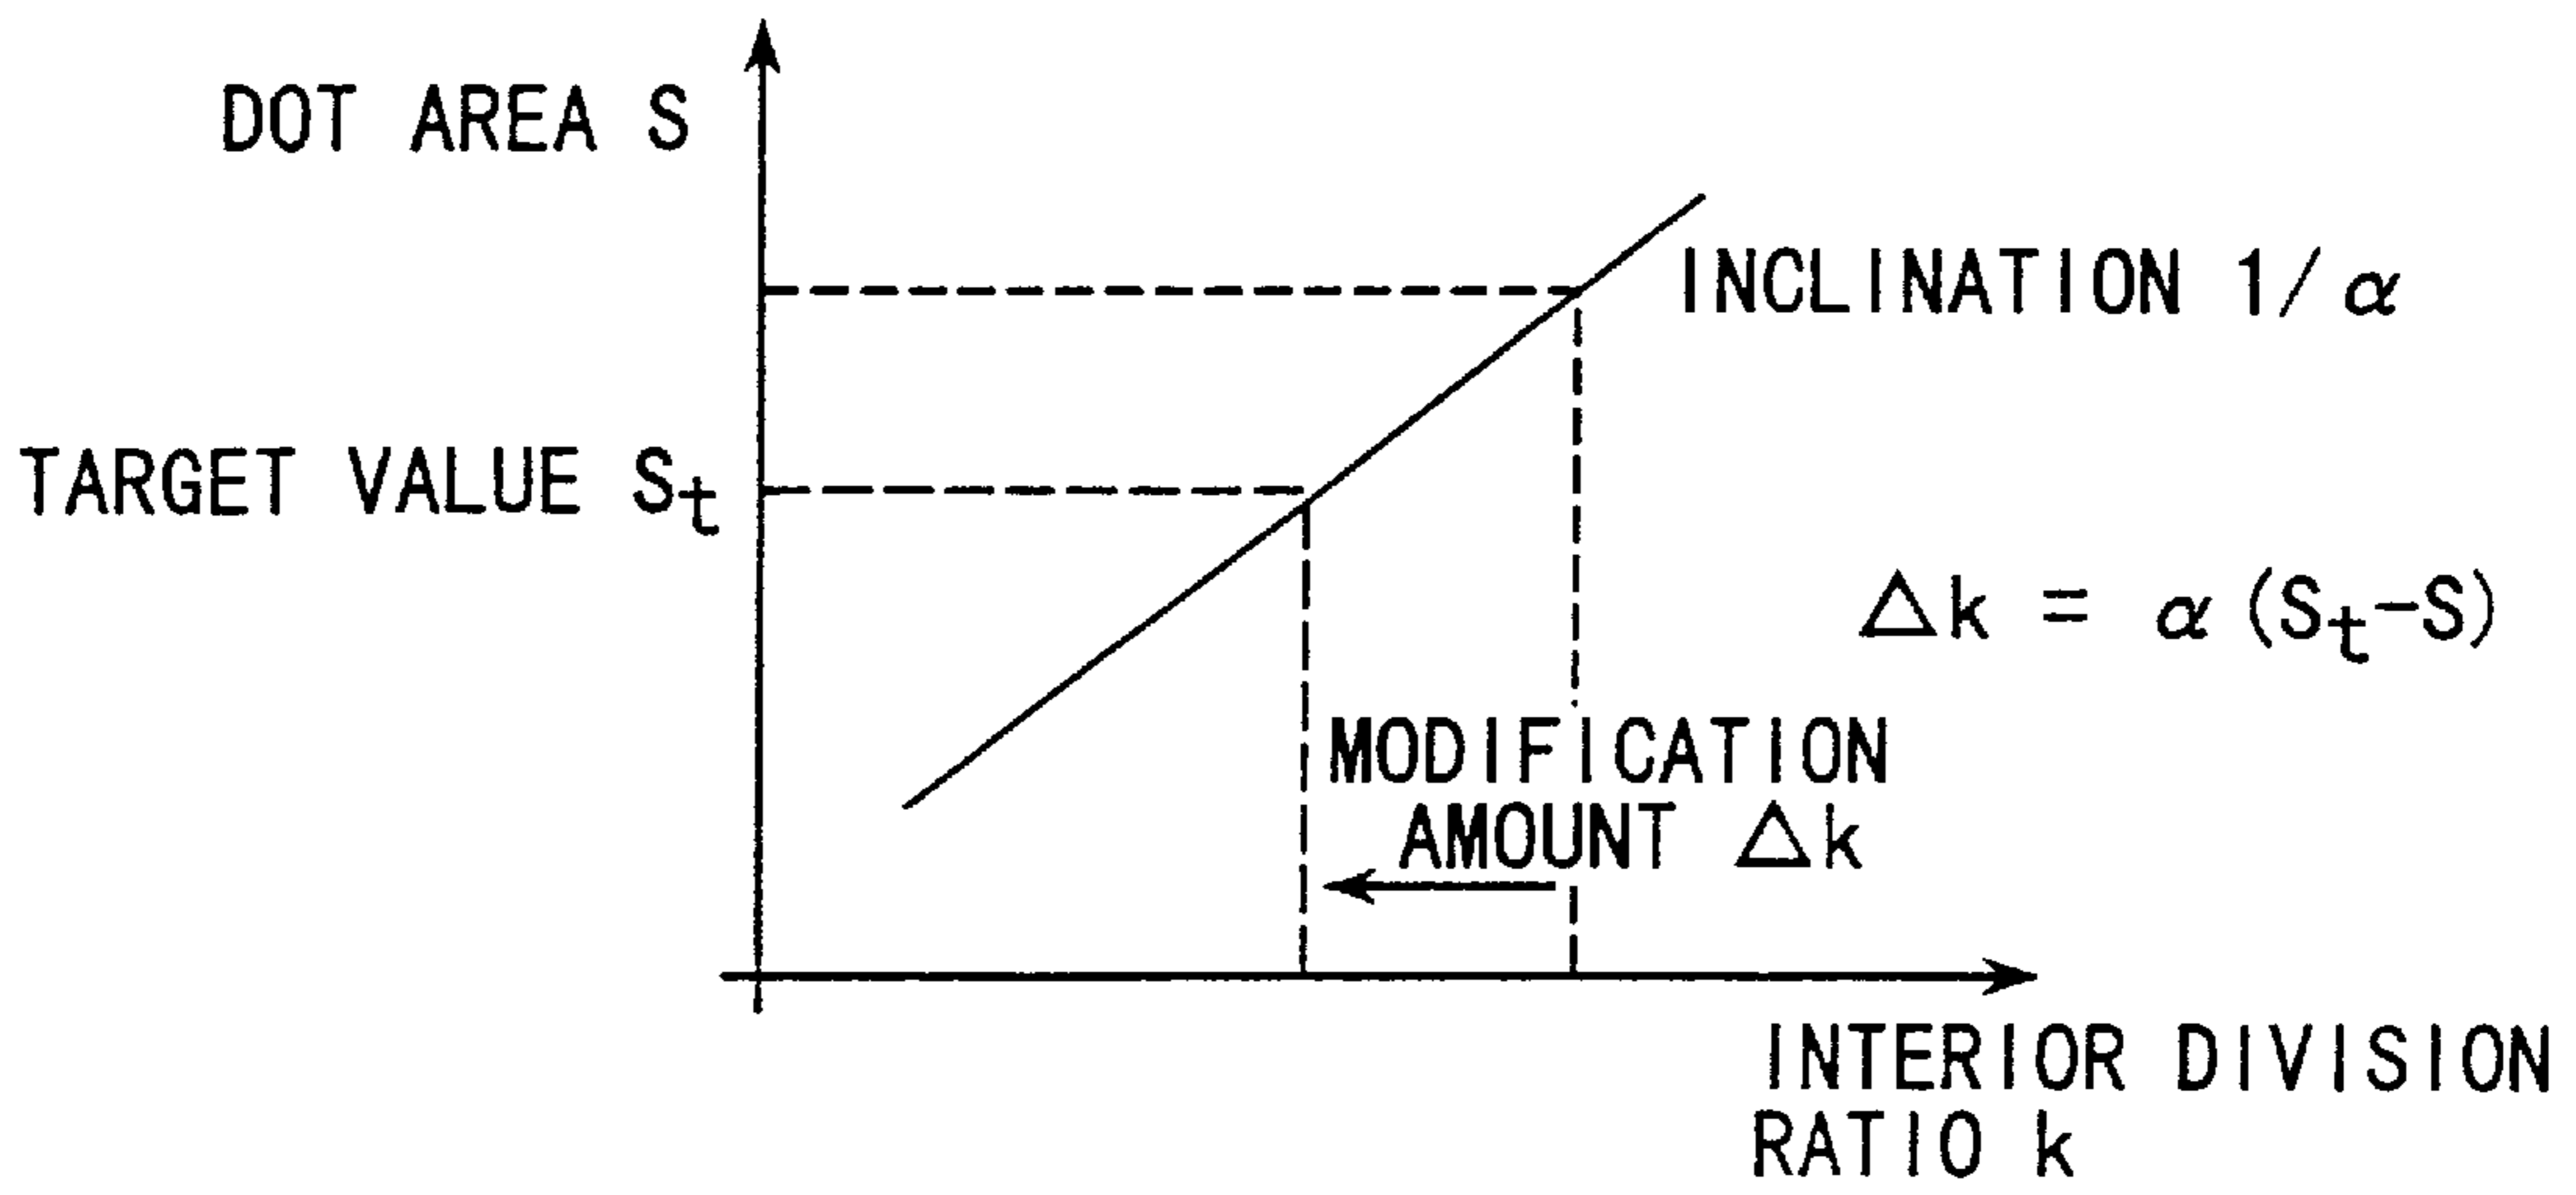 DOT AREA S
INCLINATION 1/α
TARGET VALUE St
Δk = α(St-S)
MODIFICATION
AMOUNT Δk
INTERIOR DIVISION
RATIO k